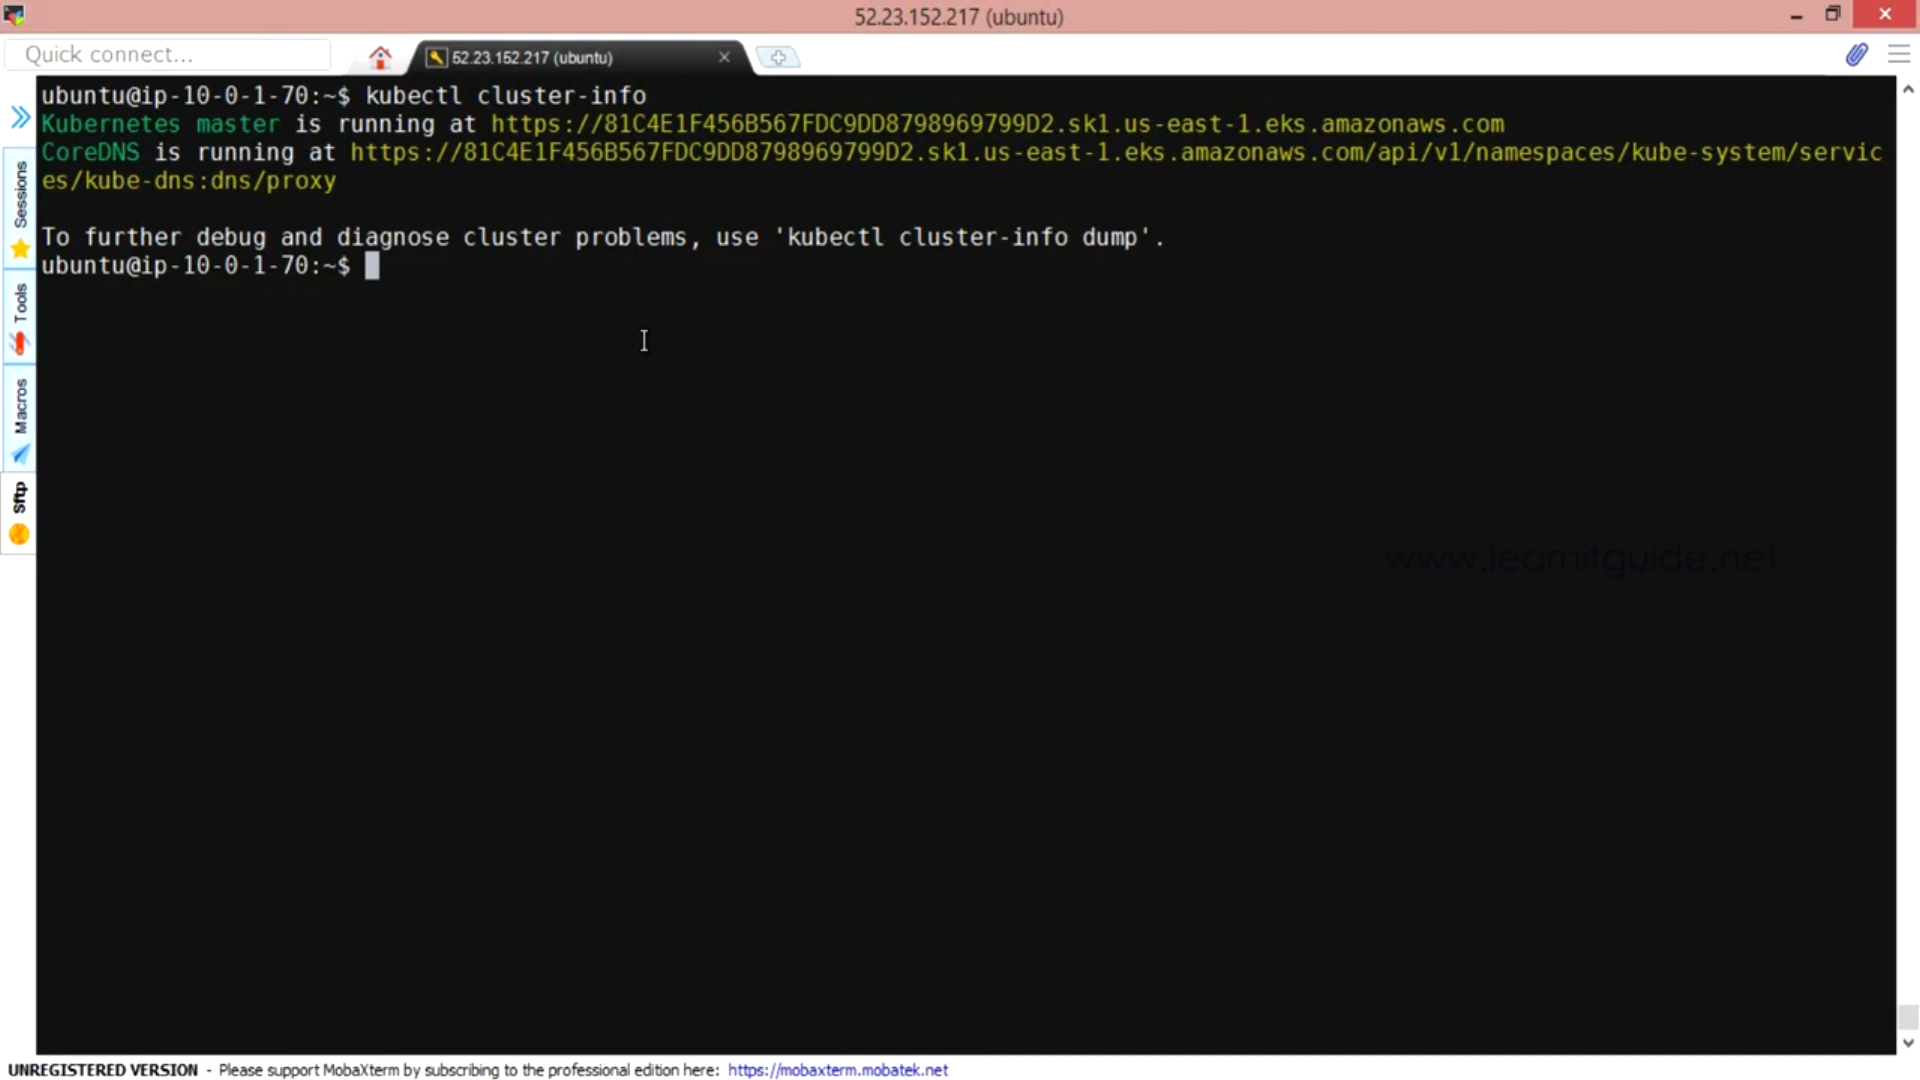 52.23.152.217 (ubuntu)
Quick connect...
52.23.152.217 (ubuntu)
ubuntu@ip-10-0-1-70:~$ kubectl cluster-info
Kubernetes master is running at https://81C4E1F456B567FDC9DD8798969799D2.sk1.us-east-1.eks.amazonaws.com
CoreDNS is running at https://81C4E1F456B567FDC9DD8798969799D2.sk1.us-east-1.eks.amazonaws.com/api/v1/namespaces/kube-system/servic
es/kube-dns:dns/proxy
To further debug and diagnose cluster problems, use 'kubectl cluster-info dump'.
ubuntu@ip-10-0-1-70:~$
Sessions
Tools
Macros
Sftp
www.learnitguide.net
UNREGISTERED VERSION - Please support MobaXterm by subscribing to the professional edition here: https://mobaxterm.mobatek.net